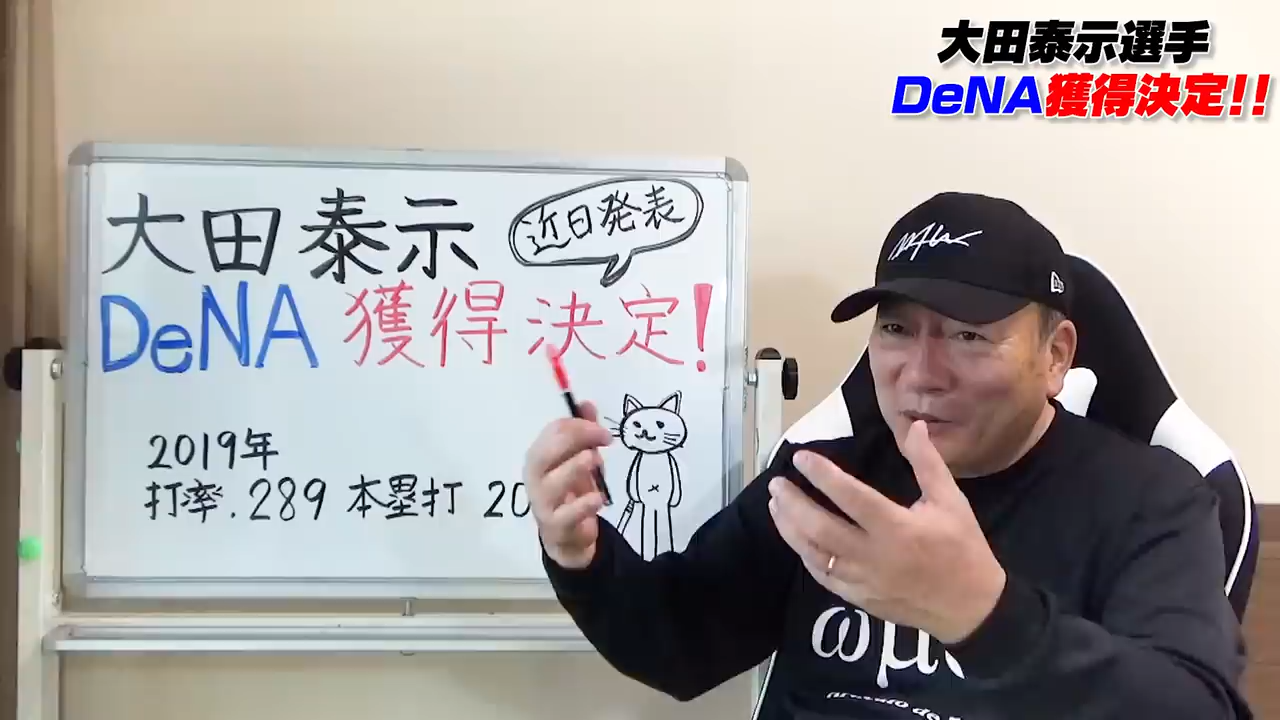 大田泰示選手
DeNA獲得決定!!
大田泰示
近日発表
DeNA 獲得決定!
2019年
打率.289 本塁打 20
ωμ